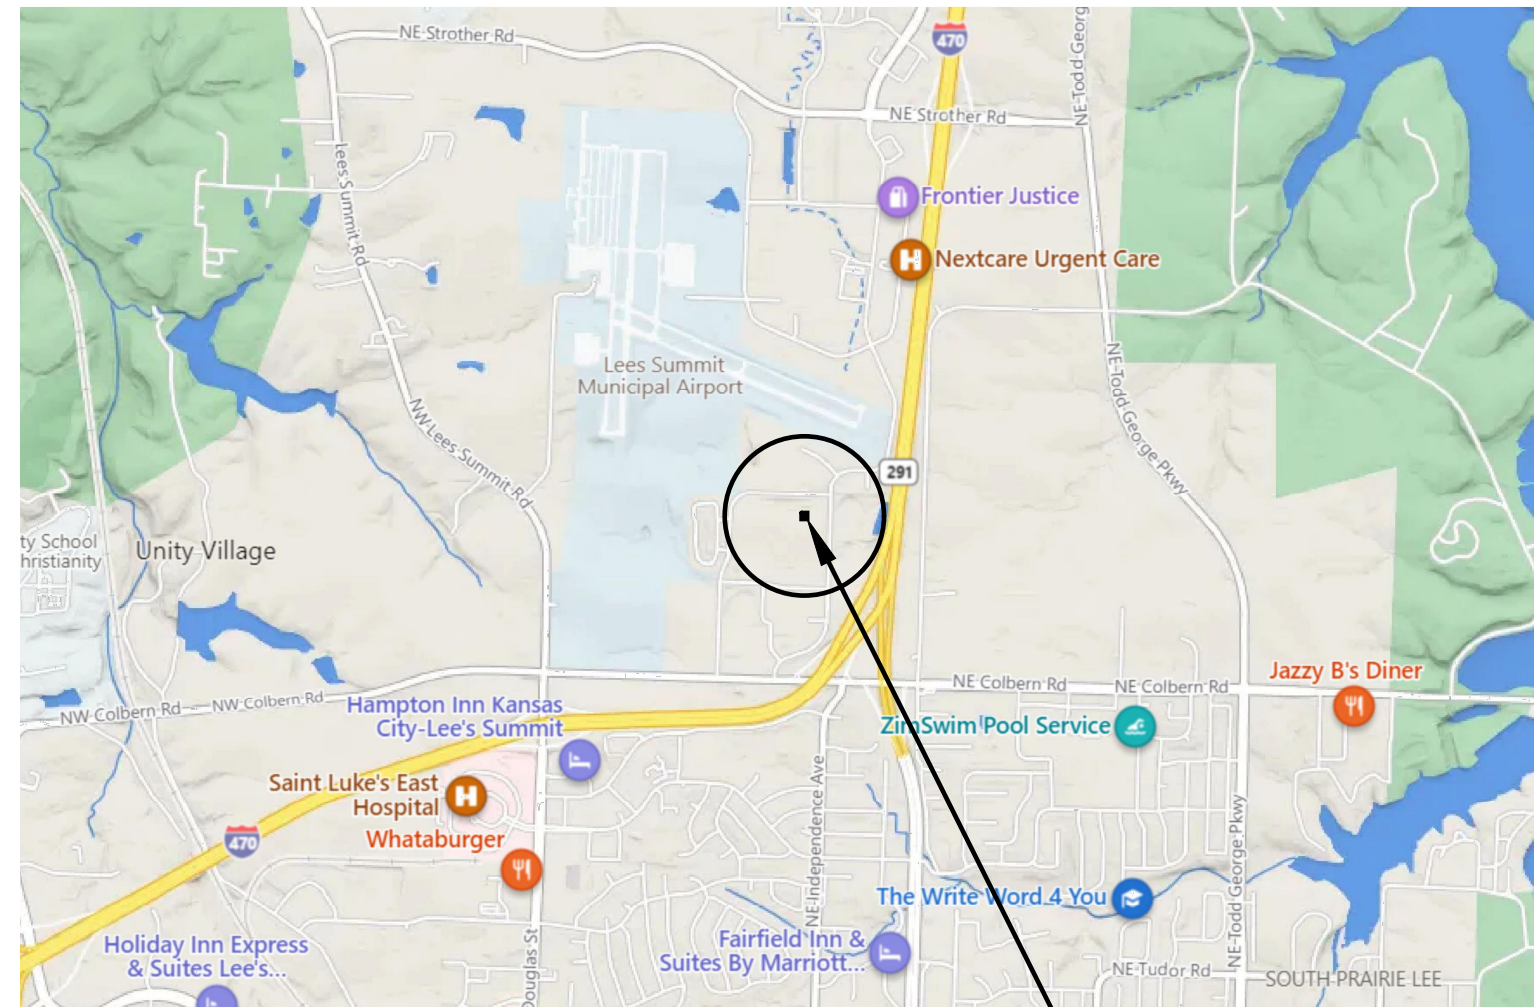 NE Strother Rd
470
NE-Todd-Georg
NE Strother Rd
Lees Summit Rd
Frontier Justice
H
Nextcare Urgent Care
NE-Todd-Georg
Lees Summit
Municipal Airport
NE-Todd-George-Pkwy
NW-Lees-Summit-Rd
291
ty School
hristianity
Unity Village
NW Colbern Rd
NW Colbern Rd
NE Colbern Rd
NE Colbern Rd
Jazzy B's Diner
Hampton Inn Kansas
City-Lee's Summit
ZimSwim Pool Service
Saint Luke's East
Hospital
H
NE-Independence Ave
470
Whataburger
NE-Todd-George-Pkwy
The Write Word 4 You
Holiday Inn Express
& Suites Lee's...
Douglas St
Fairfield Inn &
Suites By Marriott...
NE Tudor Rd
SOUTH PRAIRIE LEE